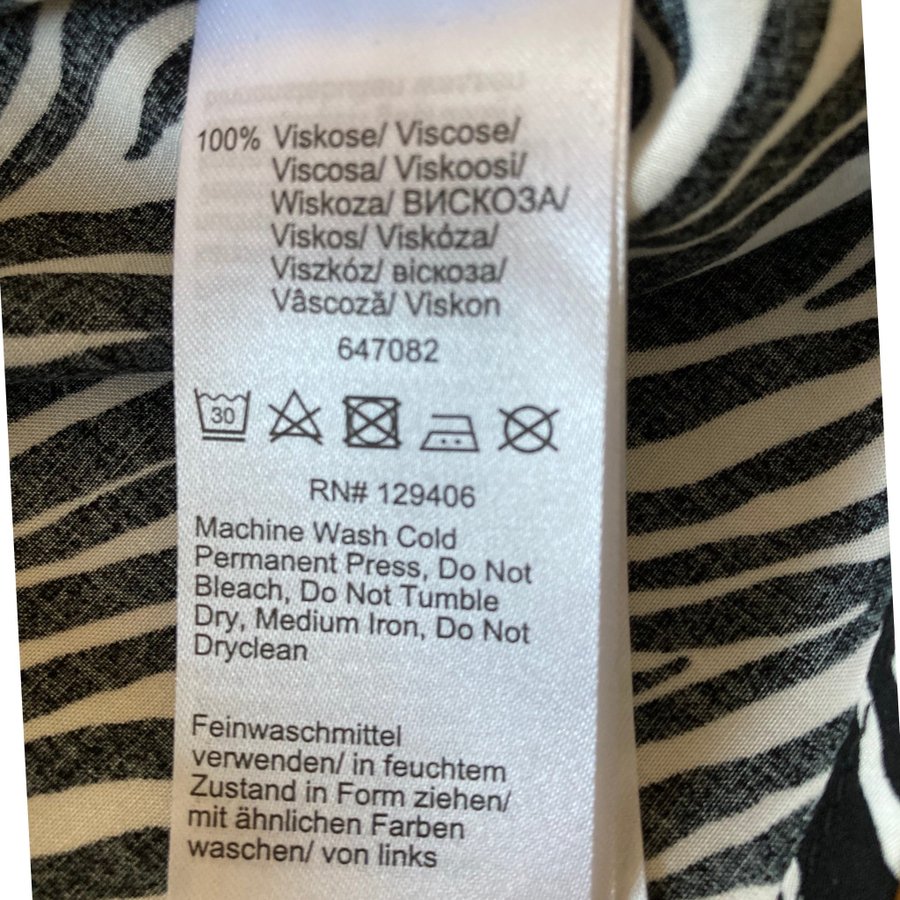 100% Viskose/ Viscose/
Viscosa/ Viskoosi/
Wiskoza/ ВИСКОЗА/
Viskos/ Viskóza/
Viszkóz/ віскоза/
Vâscoză/ Viskon
647082
30
RN# 129406
Machine Wash Cold
Permanent Press, Do Not
Bleach, Do Not Tumble
Dry, Medium Iron, Do Not
Dryclean
Feinwaschmittel
verwenden/ in feuchtem
Zustand in Form ziehen/
mit ähnlichen Farben
waschen/ von links